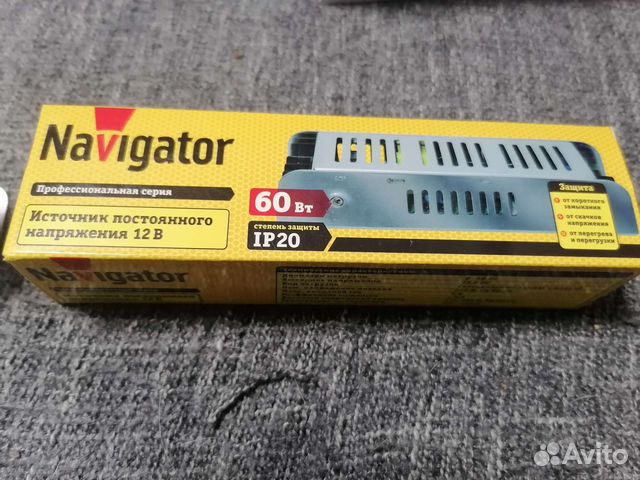 Navigator
Профессиональная серия
Источник постоянного
напряжения 12 В
60 Вт
степень защиты
IP20
Защита
от короткого
замыкания
от скачков
напряжения
от перегрева
и перегрузки
Navigator
Avito